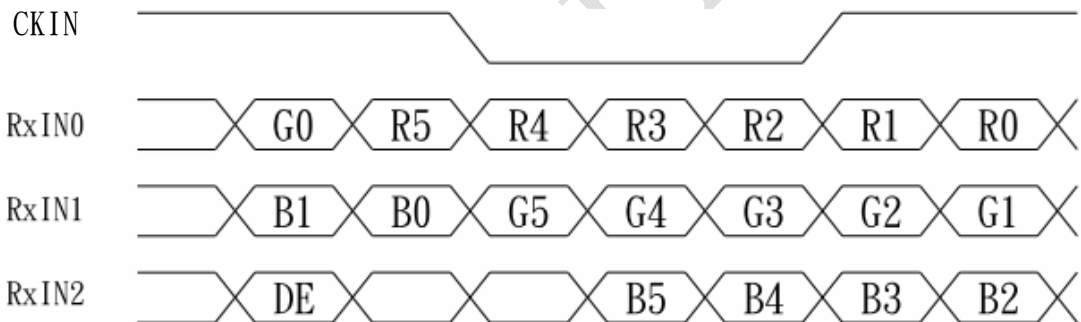 CKIN
RxIN0 G0 R5 R4 R3 R2 R1 R0
RxIN1 B1 B0 G5 G4 G3 G2 G1
RxIN2 DE B5 B4 B3 B2